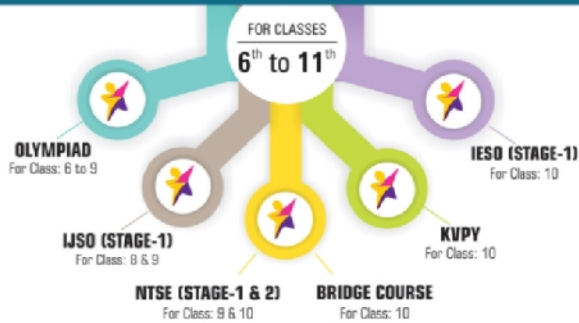 FOR CLASSES
6th to 11th
OLYMPIAD
For Class: 6 to 9
IJSO (STAGE-1)
For Class: 8 & 9
NTSE (STAGE-1 & 2)
For Class: 9 & 10
BRIDGE COURSE
For Class: 10
KVPY
For Class: 10
IESO (STAGE-1)
For Class: 10